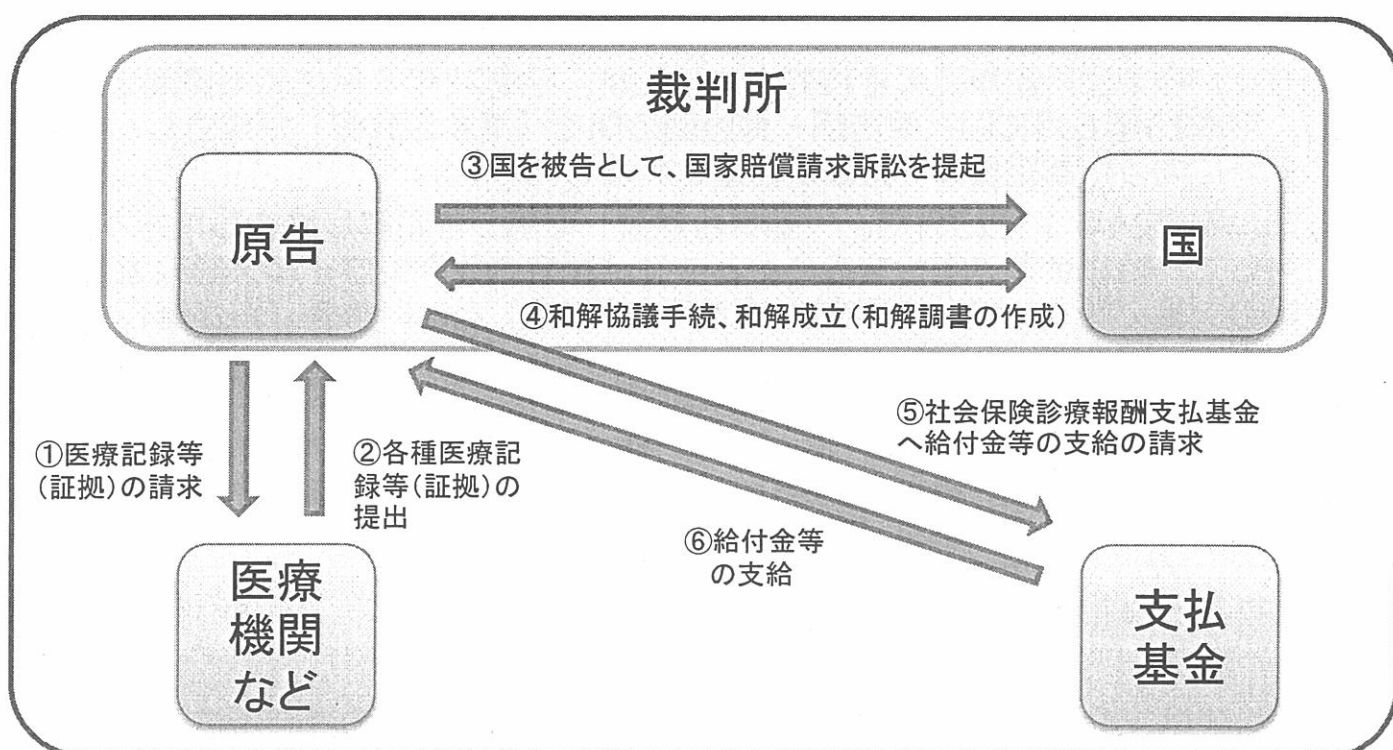 裁判所
③国を被告として、国家賠償請求訴訟を提起
原告
国
④和解協議手続、和解成立(和解調書の作成)
①医療記録等
(証拠)の請求
②各種医療記
録等(証拠)の
提出
⑤社会保険診療報酬支払基金
へ給付金等の支給の請求
⑥給付金等
の支給
医療
機関
など
支払
基金